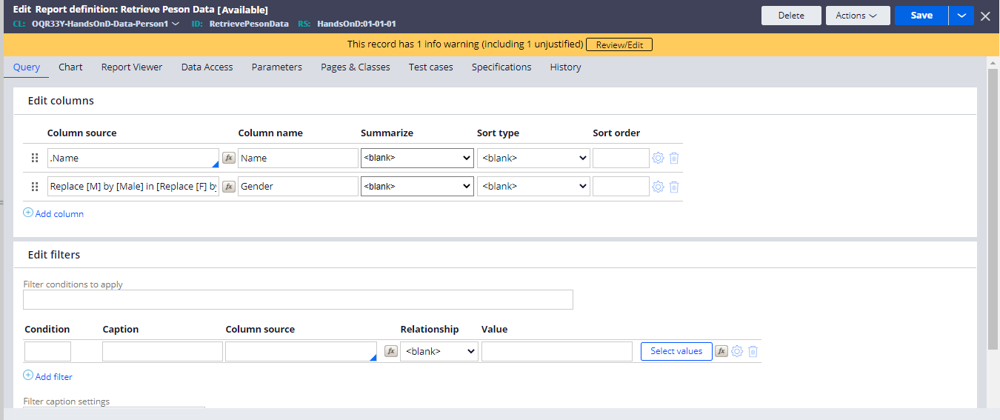 Edit Report definition: Retrieve Peson Data [Available]
CL: OQR33Y-HandsOnD-Data-Person1 ID: RetrievePesonData RS: HandsOnD:01-01-01
Delete Actions Save
This record has 1 info warning (including 1 unjustified) Review/Edit
Query Chart Report Viewer Data Access Parameters Pages & Classes Test cases Specifications History
Edit columns
Column source Column name Summarize Sort type Sort order
.Name fx Name <blank> <blank>
Replace [M] by [Male] in [Replace [F] by fx Gender <blank> <blank>
Add column
Edit filters
Filter conditions to apply
Condition Caption Column source Relationship Value
fx <blank> Select values fx
Add filter
Filter caption settings